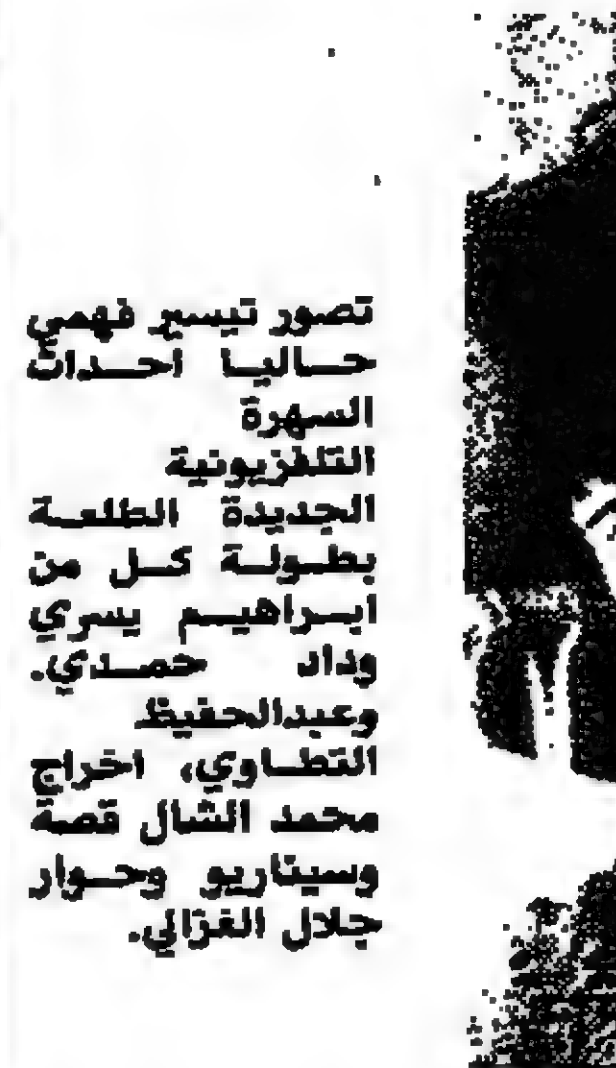 تصور تيسير فهمي
حاليا احداث
السهرة
التلفزيونية
الجديدة الطلعة
بطولة كل من
ابراهيم يسري
وداد حمدي.
وعبدالحفيظ
التطاوي، اخراج
محمد الشال قصة
وسيناريو وحوار
جلال الغزالي.